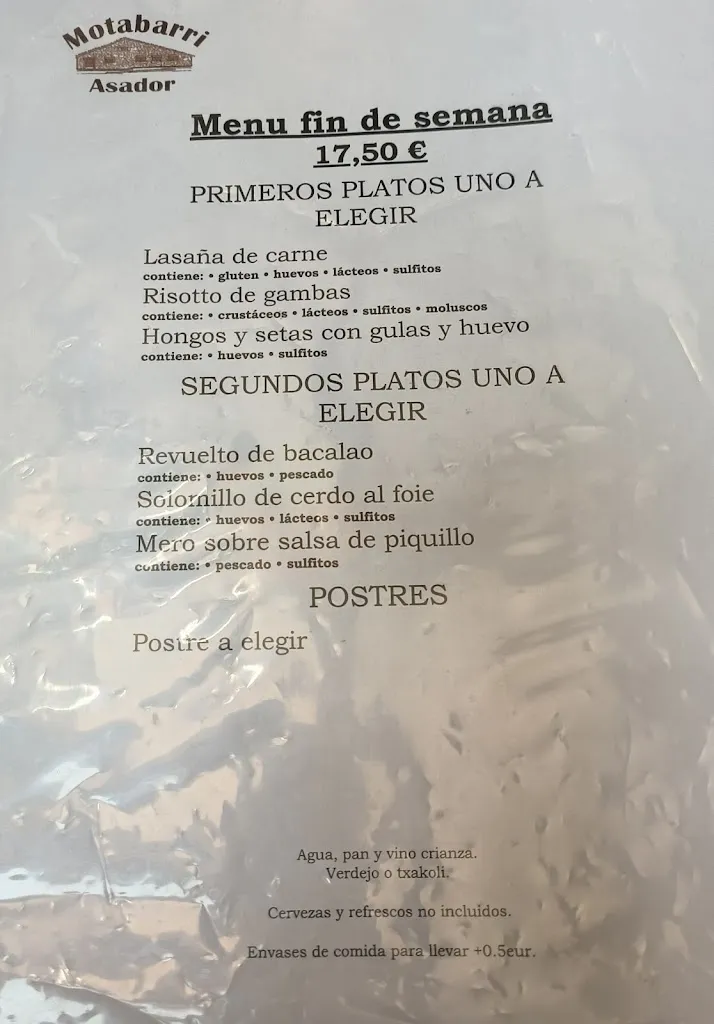 Motabarri
Asador
Menu fin de semana
17,50 €
PRIMEROS PLATOS UNO A
ELEGIR
Lasaña de carne
contiene: • gluten • huevos • lácteos • sulfitos
Risotto de gambas
contiene: • crustáceos • lácteos • sulfitos • moluscos
Hongos y setas con gulas y huevo
contiene: • huevos • sulfitos
SEGUNDOS PLATOS UNO A
ELEGIR
Revuelto de bacalao
contiene: • huevos • pescado
Solomillo de cerdo al foie
contiene: • huevos • lácteos • sulfitos
Mero sobre salsa de piquillo
contiene: • pescado • sulfitos
POSTRES
Postre a elegir
Agua, pan y vino crianza.
Verdejo o txakoli.
Cervezas y refrescos no incluidos.
Envases de comida para llevar +0.5eur.